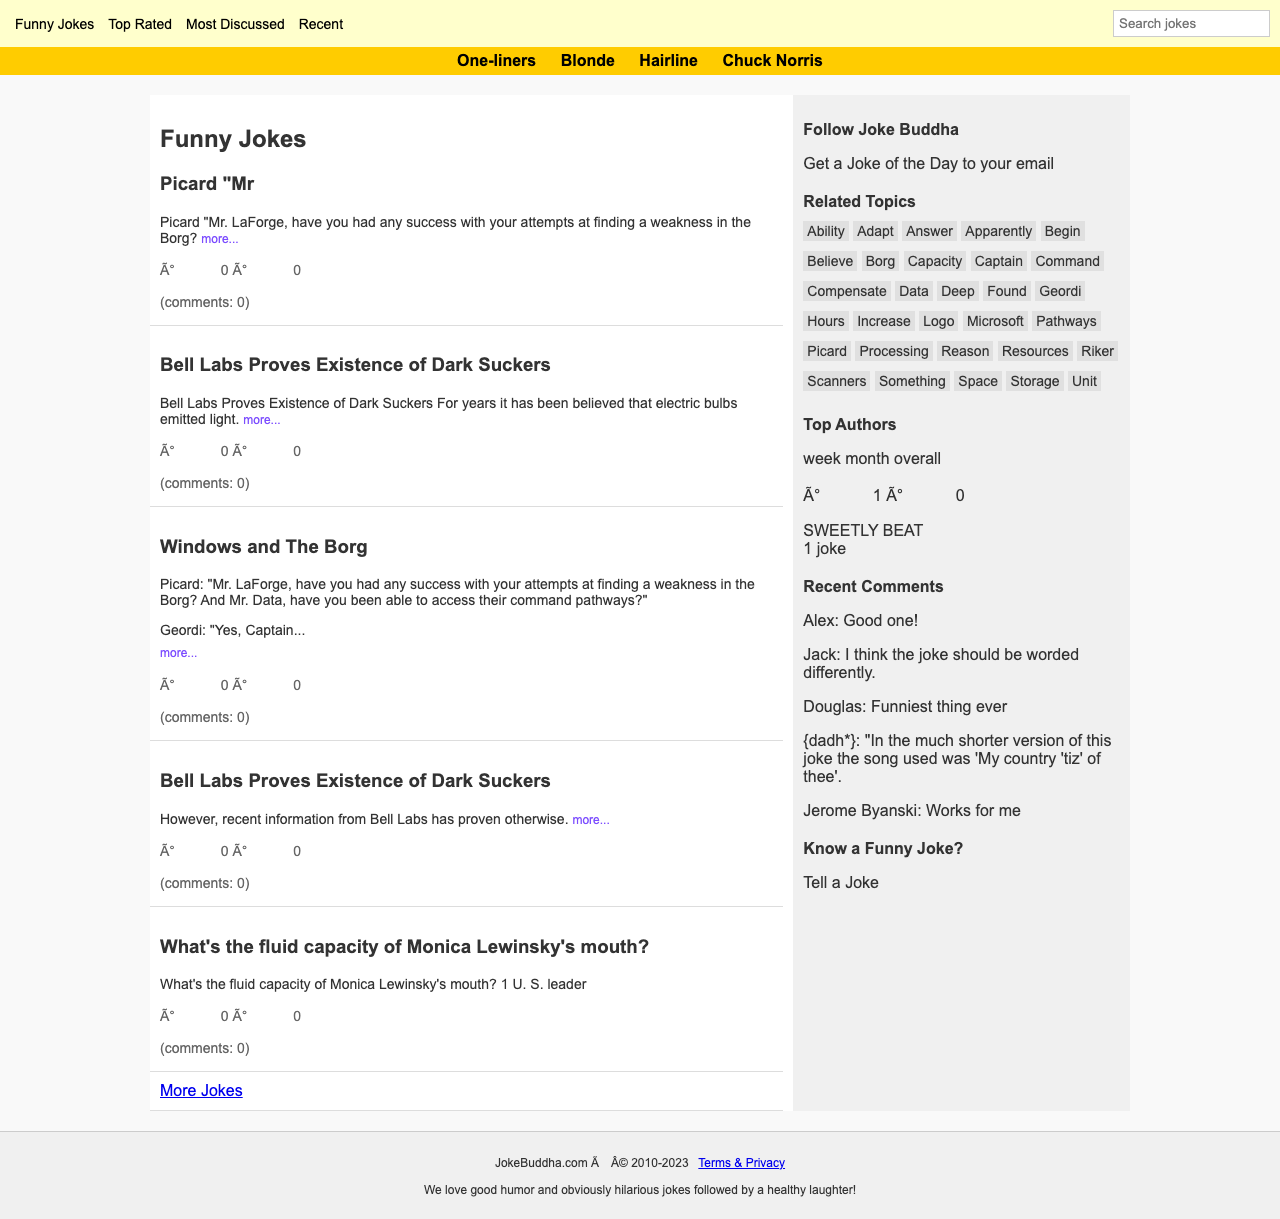 Funny Jokes Top Rated Most Discussed Recent
Search jokes
One-liners Blonde Hairline Chuck Norris
Funny Jokes
Picard "Mr
Picard "Mr. LaForge, have you had any success with your attempts at finding a weakness in the
Borg? more...
Ã° 0 Ã° 0
(comments: 0)
Bell Labs Proves Existence of Dark Suckers
Bell Labs Proves Existence of Dark Suckers For years it has been believed that electric bulbs
emitted light. more...
Ã° 0 Ã° 0
(comments: 0)
Windows and The Borg
Picard: "Mr. LaForge, have you had any success with your attempts at finding a weakness in the
Borg? And Mr. Data, have you been able to access their command pathways?"
Geordi: "Yes, Captain...
more...
Ã° 0 Ã° 0
(comments: 0)
Bell Labs Proves Existence of Dark Suckers
However, recent information from Bell Labs has proven otherwise. more...
Ã° 0 Ã° 0
(comments: 0)
What's the fluid capacity of Monica Lewinsky's mouth?
What's the fluid capacity of Monica Lewinsky's mouth? 1 U. S. leader
Ã° 0 Ã° 0
(comments: 0)
More Jokes
Follow Joke Buddha
Get a Joke of the Day to your email
Related Topics
Ability Adapt Answer Apparently Begin
Believe Borg Capacity Captain Command
Compensate Data Deep Found Geordi
Hours Increase Logo Microsoft Pathways
Picard Processing Reason Resources Riker
Scanners Something Space Storage Unit
Top Authors
week month overall
Ã° 1 Ã° 0
SWEETLY BEAT
1 joke
Recent Comments
Alex: Good one!
Jack: I think the joke should be worded
differently.
Douglas: Funniest thing ever
{dadh*}: "In the much shorter version of this
joke the song used was 'My country 'tiz' of
thee'.
Jerome Byanski: Works for me
Know a Funny Joke?
Tell a Joke
JokeBuddha.com Ã Â© 2010-2023 Terms & Privacy
We love good humor and obviously hilarious jokes followed by a healthy laughter!